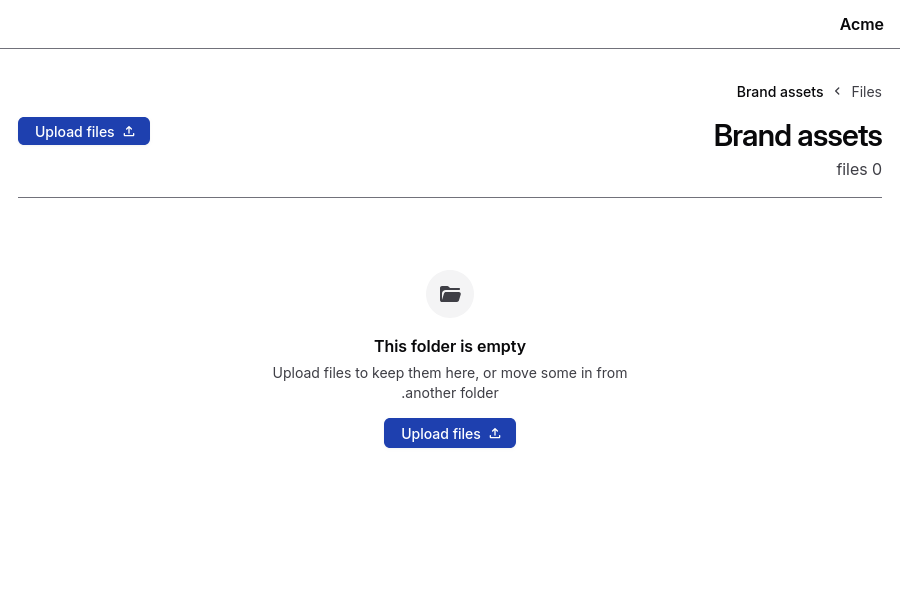 Acme
Brand assets ‹ Files
Brand assets
files 0
Upload files
This folder is empty
Upload files to keep them here, or move some in from
.another folder
Upload files